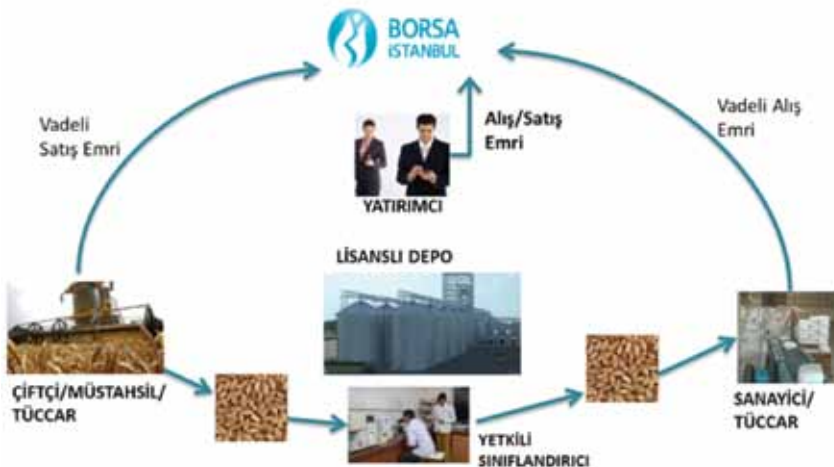 BORSA
İSTANBUL
Vadeli
Satış Emri
Alış/Satış
Emri
Vadeli Alış
Emri
YATIRIMCI
LİSANSLI DEPO
ÇİFTÇİ/MÜSTAHSİL/
TÜCCAR
YETKİLİ
SINIFLANDIRICI
SANAYİCİ/
TÜCCAR